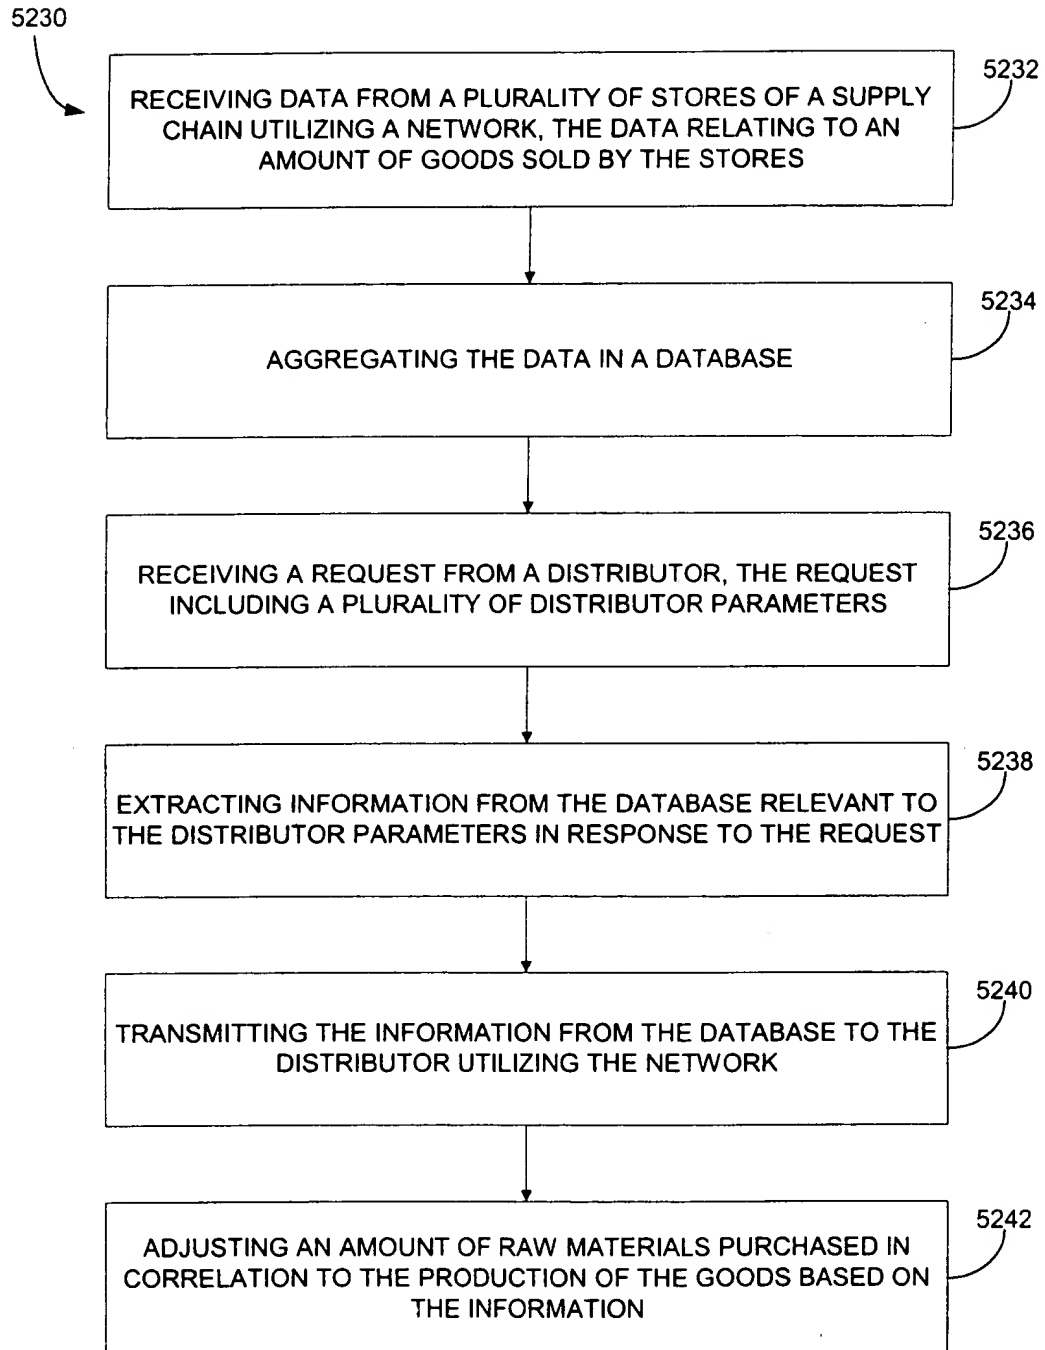 5230
5232
RECEIVING DATA FROM A PLURALITY OF STORES OF A SUPPLY
CHAIN UTILIZING A NETWORK, THE DATA RELATING TO AN
AMOUNT OF GOODS SOLD BY THE STORES
5234
AGGREGATING THE DATA IN A DATABASE
5236
RECEIVING A REQUEST FROM A DISTRIBUTOR, THE REQUEST
INCLUDING A PLURALITY OF DISTRIBUTOR PARAMETERS
5238
EXTRACTING INFORMATION FROM THE DATABASE RELEVANT TO
THE DISTRIBUTOR PARAMETERS IN RESPONSE TO THE REQUEST
5240
TRANSMITTING THE INFORMATION FROM THE DATABASE TO THE
DISTRIBUTOR UTILIZING THE NETWORK
5242
ADJUSTING AN AMOUNT OF RAW MATERIALS PURCHASED IN
CORRELATION TO THE PRODUCTION OF THE GOODS BASED ON
THE INFORMATION